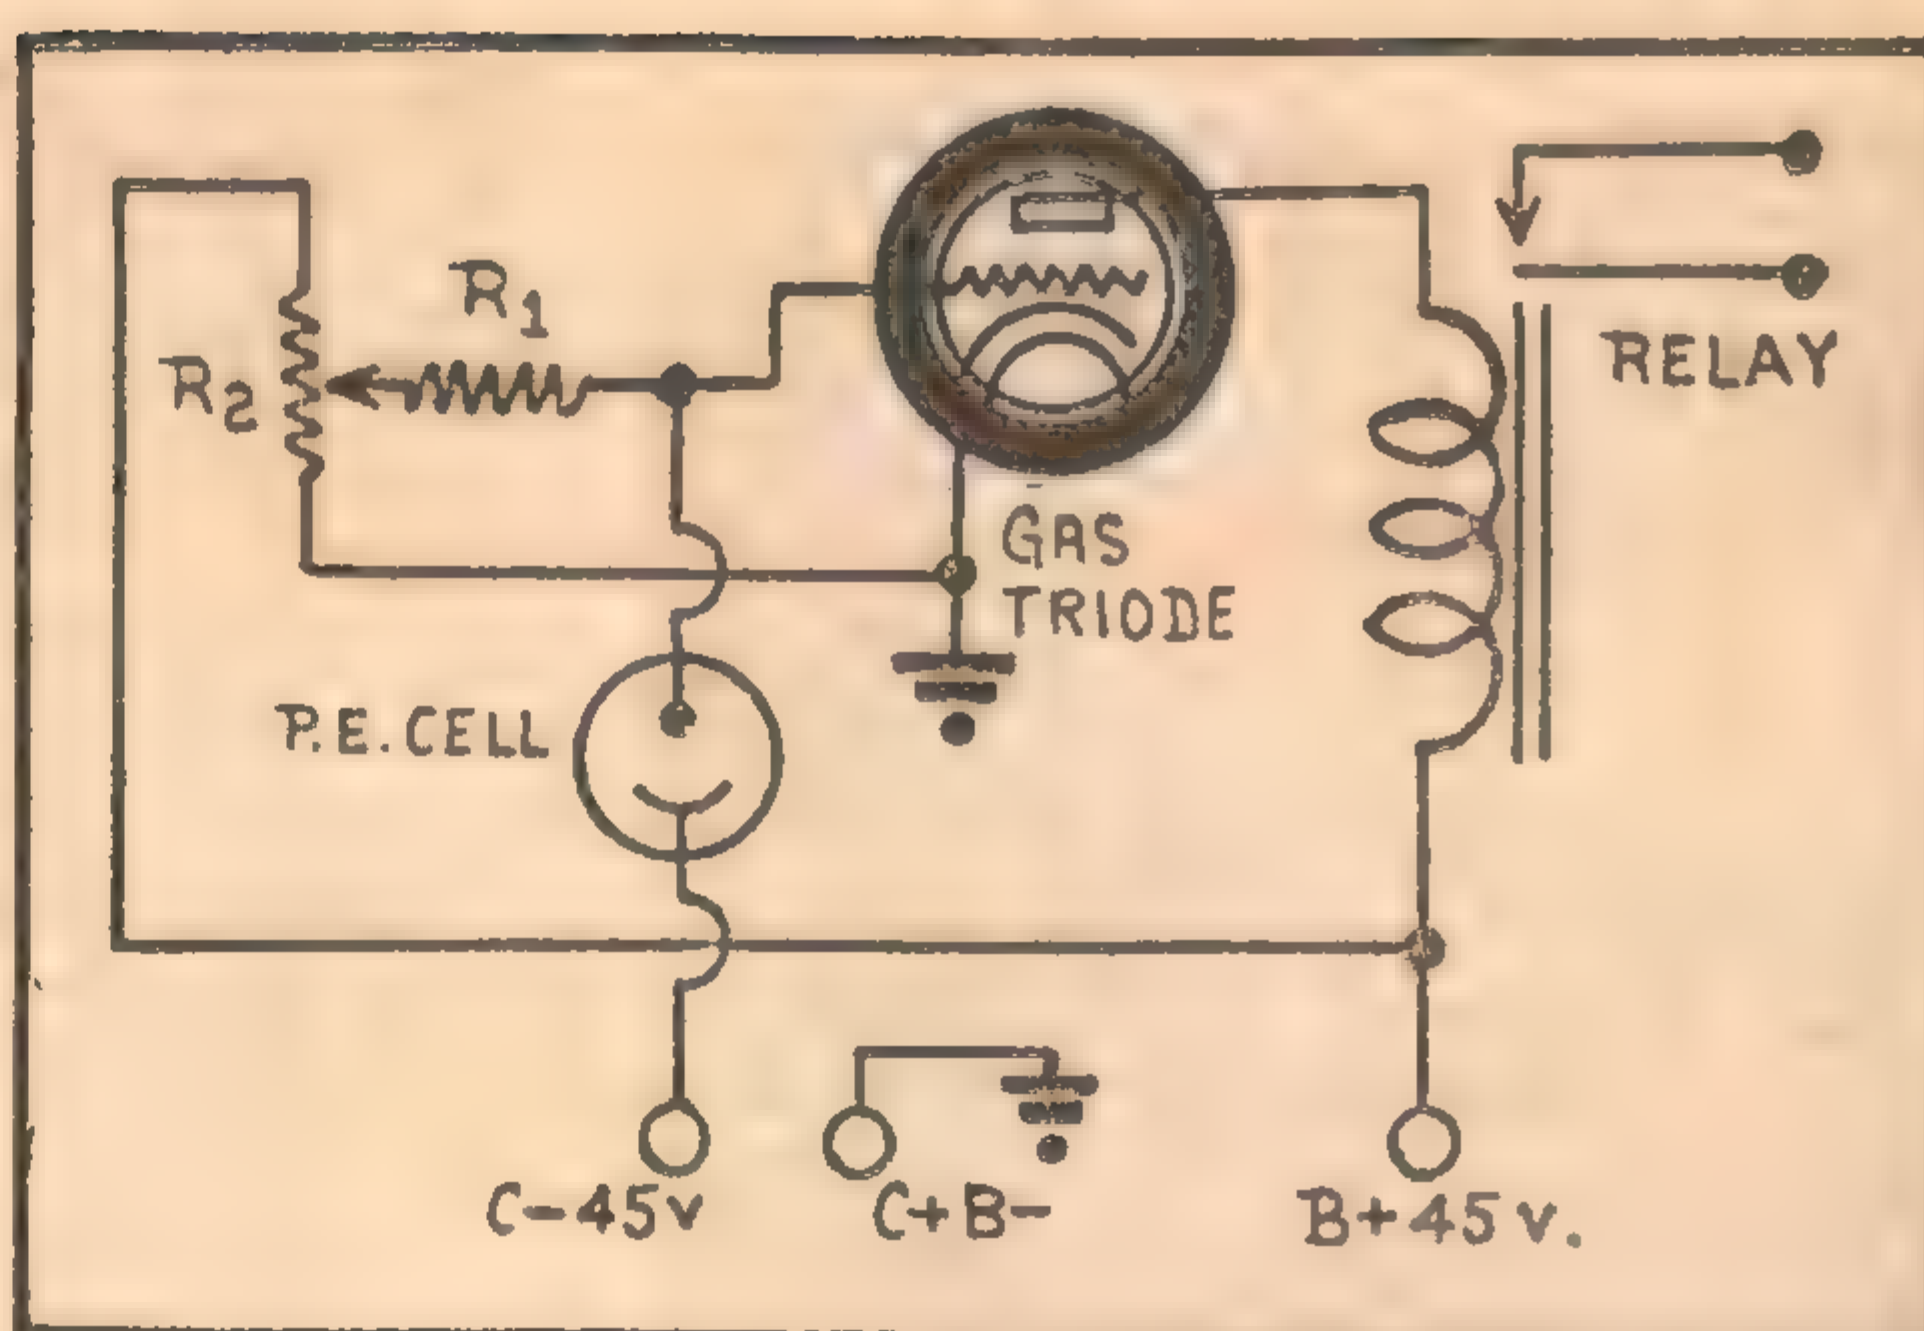 R1
R2
RELAY
GAS
TRIODE
P.E. CELL
C-45v
C+B-
B+45v.